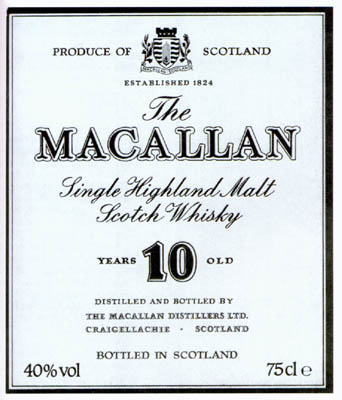 PRODUCE OF SCOTLAND
ESTABLISHED 1824
The
MACALLAN
Single Highland Malt
Scotch Whisky
YEARS 10 OLD
DISTILLED AND BOTTLED BY
THE MACALLAN DISTILLERS LTD.
CRAIGELLACHIE · SCOTLAND
BOTTLED IN SCOTLAND
40% vol 75cl e